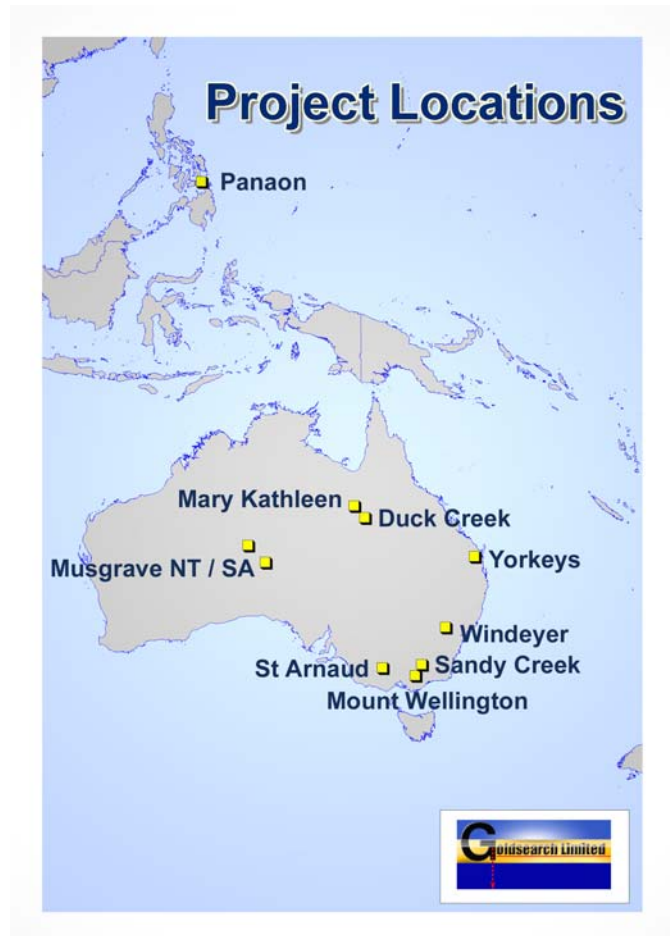 Project Locations
Panaon
Mary Kathleen
Duck Creek
Musgrave NT / SA
Yorkeys
Windeyer
St Arnaud
Sandy Creek
Mount Wellington
Goldsearch Limited